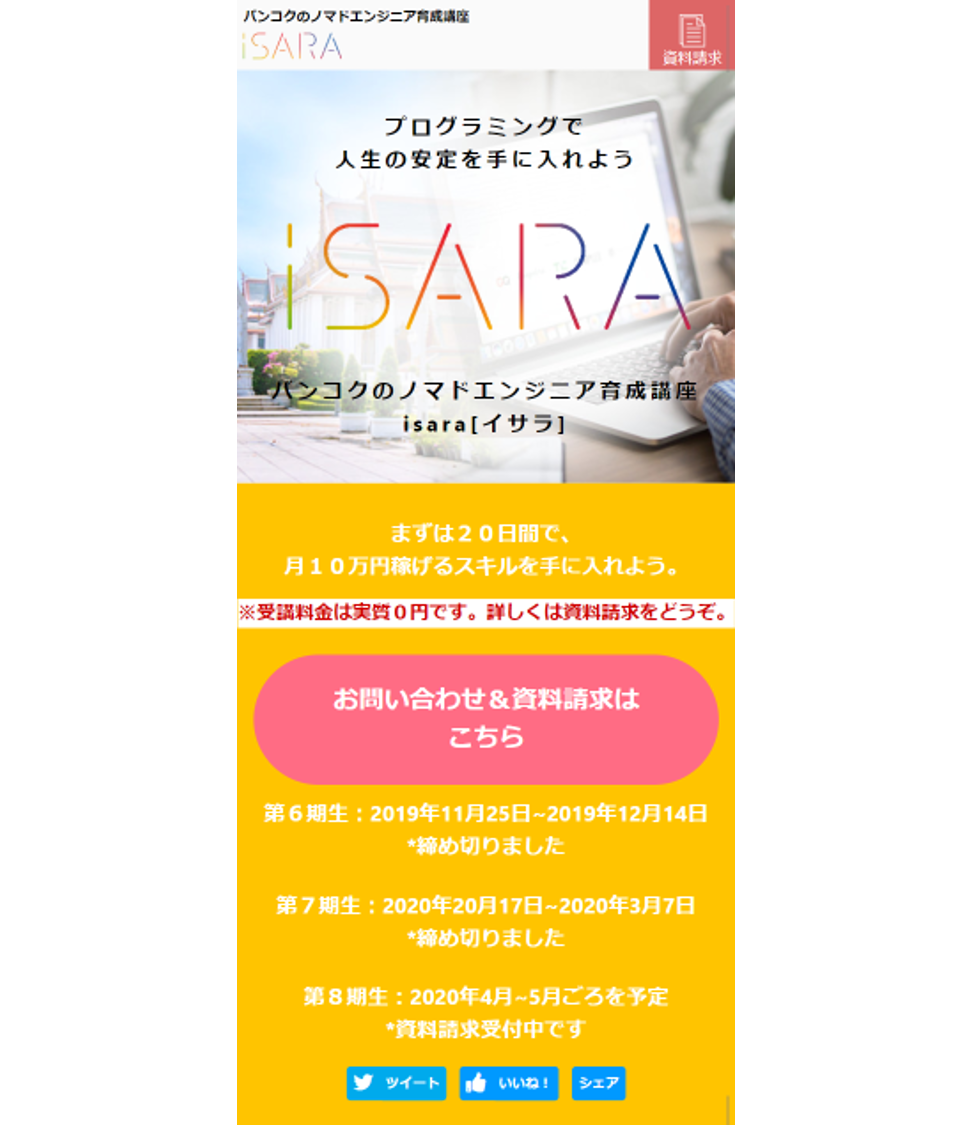 バンコクのノマドエンジニア育成講座
iSARA
資料請求
プログラミングで
人生の安定を手に入れよう
iSARA
バンコクのノマドエンジニア育成講座
isara[イサラ]
まずは２０日間で、
月１０万円稼げるスキルを手に入れよう。
※受講料金は実質０円です。詳しくは資料請求をどうぞ。
お問い合わせ＆資料請求は
こちら
第６期生：2019年11月25日~2019年12月14日
*締め切りました
第７期生：2020年20月17日~2020年3月7日
*締め切りました
第８期生：2020年4月~5月ごろを予定
*資料請求受付中です
ツイート
いいね！
シェア